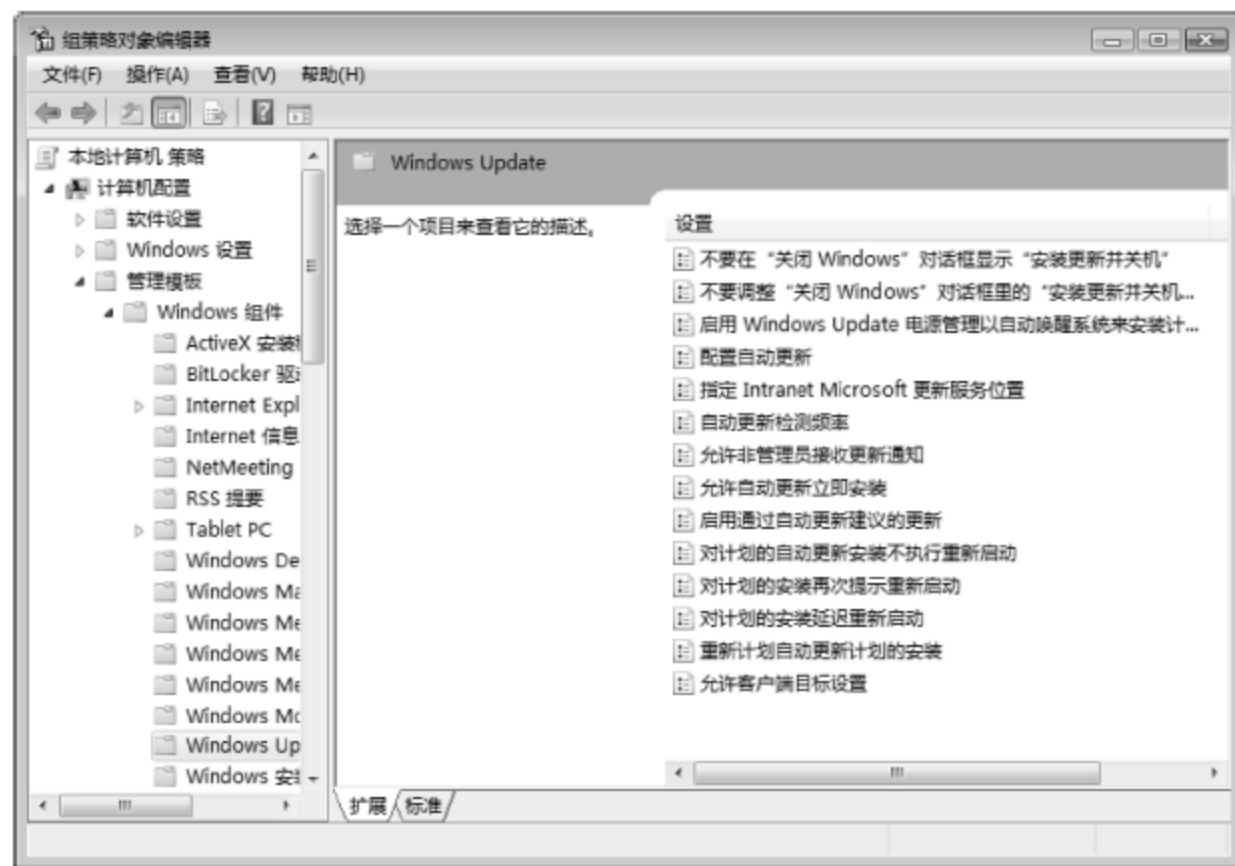 组策略对象编辑器
文件(F) 操作(A) 查看(V) 帮助(H)
本地计算机 策略
计算机配置
软件设置
Windows 设置
管理模板
Windows 组件
ActiveX 安装
BitLocker 驱
Internet Expl
Internet 信息
NetMeeting
RSS 提要
Tablet PC
Windows De
Windows Ma
Windows Me
Windows Me
Windows Me
Windows Mo
Windows Up
Windows 安
Windows Update
选择一个项目来查看它的描述。
设置
不要在“关闭 Windows”对话框显示“安装更新并关机”
不要调整“关闭 Windows”对话框里的“安装更新并关机...
启用 Windows Update 电源管理以自动唤醒系统来安装计...
配置自动更新
指定 Intranet Microsoft 更新服务位置
自动更新检测频率
允许非管理员接收更新通知
允许自动更新立即安装
启用通过自动更新建议的更新
对计划的自动更新安装不执行重新启动
对计划的安装再次提示重新启动
对计划的安装延迟重新启动
重新计划自动更新计划的安装
允许客户端目标设置
扩展 标准